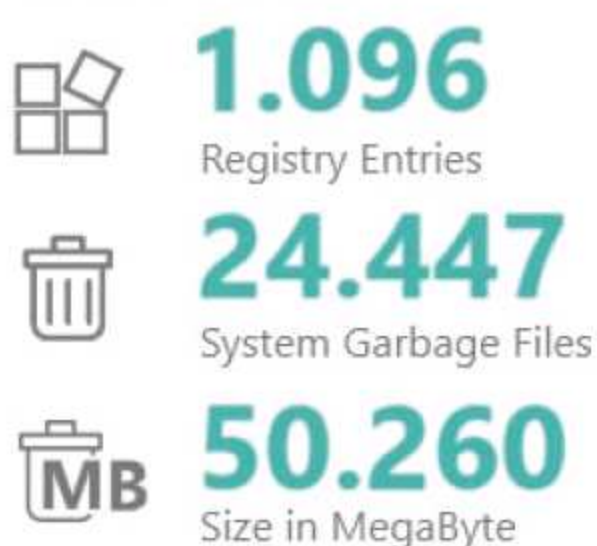 1.096
Registry Entries
24.447
System Garbage Files
MB
50.260
Size in MegaByte